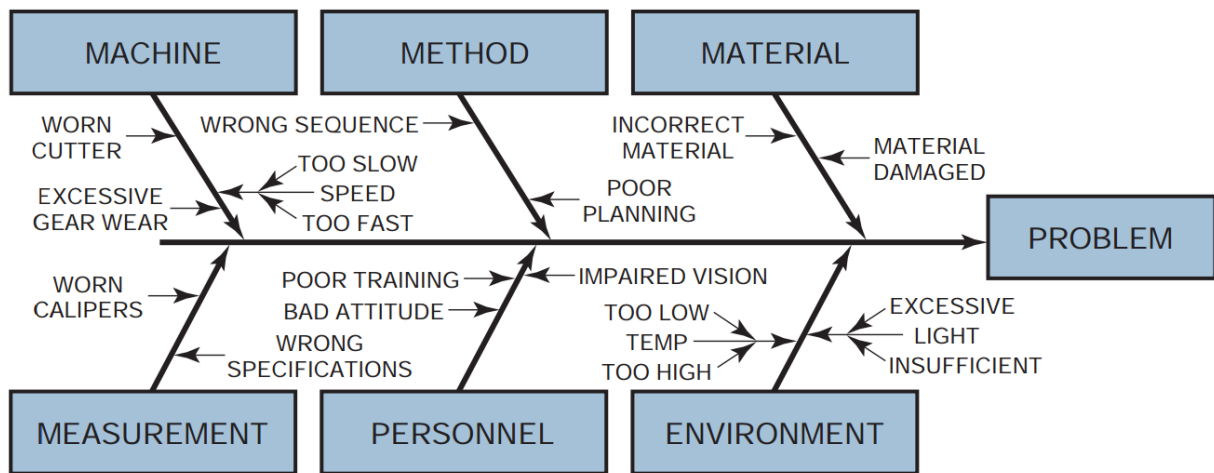 MACHINE
METHOD
MATERIAL
WORN
CUTTER
EXCESSIVE
GEAR WEAR
TOO SLOW
SPEED
TOO FAST
WRONG SEQUENCE
POOR
PLANNING
INCORRECT
MATERIAL
MATERIAL
DAMAGED
PROBLEM
WORN
CALIPERS
WRONG
SPECIFICATIONS
POOR TRAINING
BAD ATTITUDE
IMPAIRED VISION
TOO LOW
TEMP
TOO HIGH
EXCESSIVE
LIGHT
INSUFFICIENT
MEASUREMENT
PERSONNEL
ENVIRONMENT